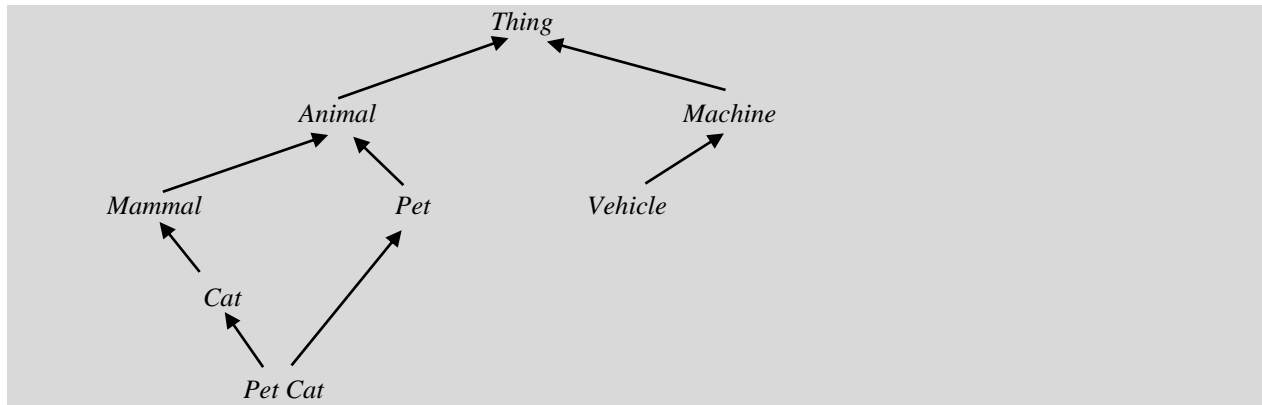 Thing
Animal Machine
Mammal Pet Vehicle
Cat
Pet Cat